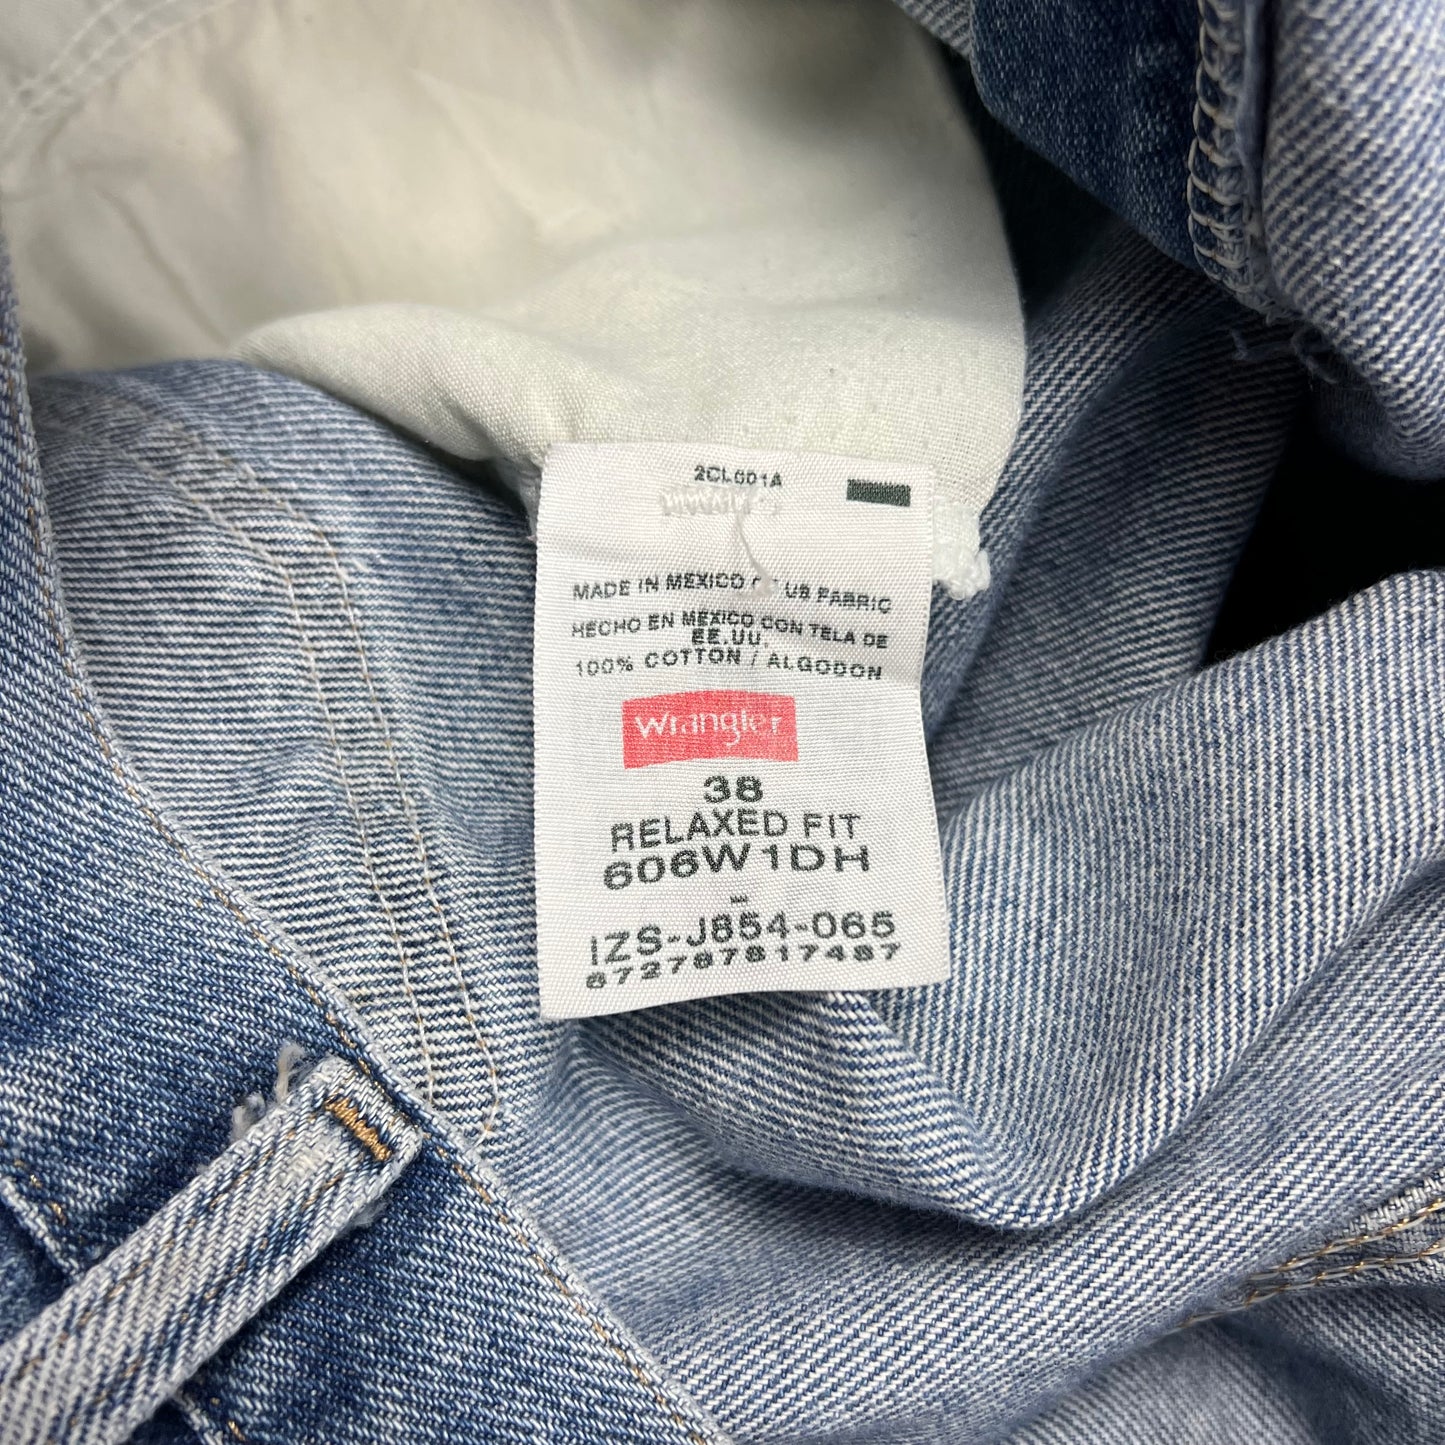 2CL001A
MADE IN MEXICO OF US FABRIC
HECHO EN MEXICO CON TELA DE
EE.UU.
100% COTTON / ALGODON
Wrangler
38
RELAXED FIT
606W1DH
-
IZS-J854-065
872787817487